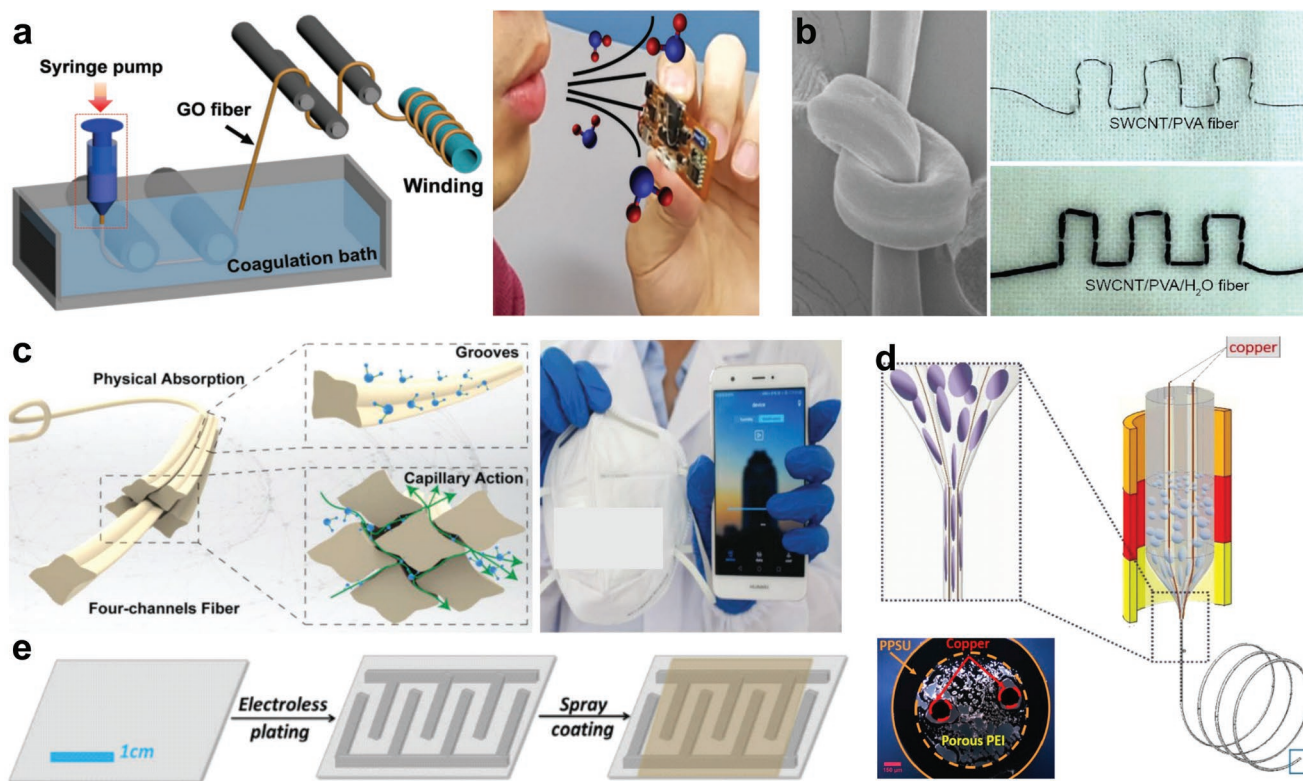 a
Syringe pump
GO fiber
Winding
Coagulation bath
b
SWCNT/PVA fiber
SWCNT/PVA/H₂O fiber
c
Physical Absorption
Grooves
Capillary Action
Four-channels Fiber
HUAWEI
d
copper
PPSU
Copper
Porous PEI
e
1cm
Electroless
plating
Spray
coating